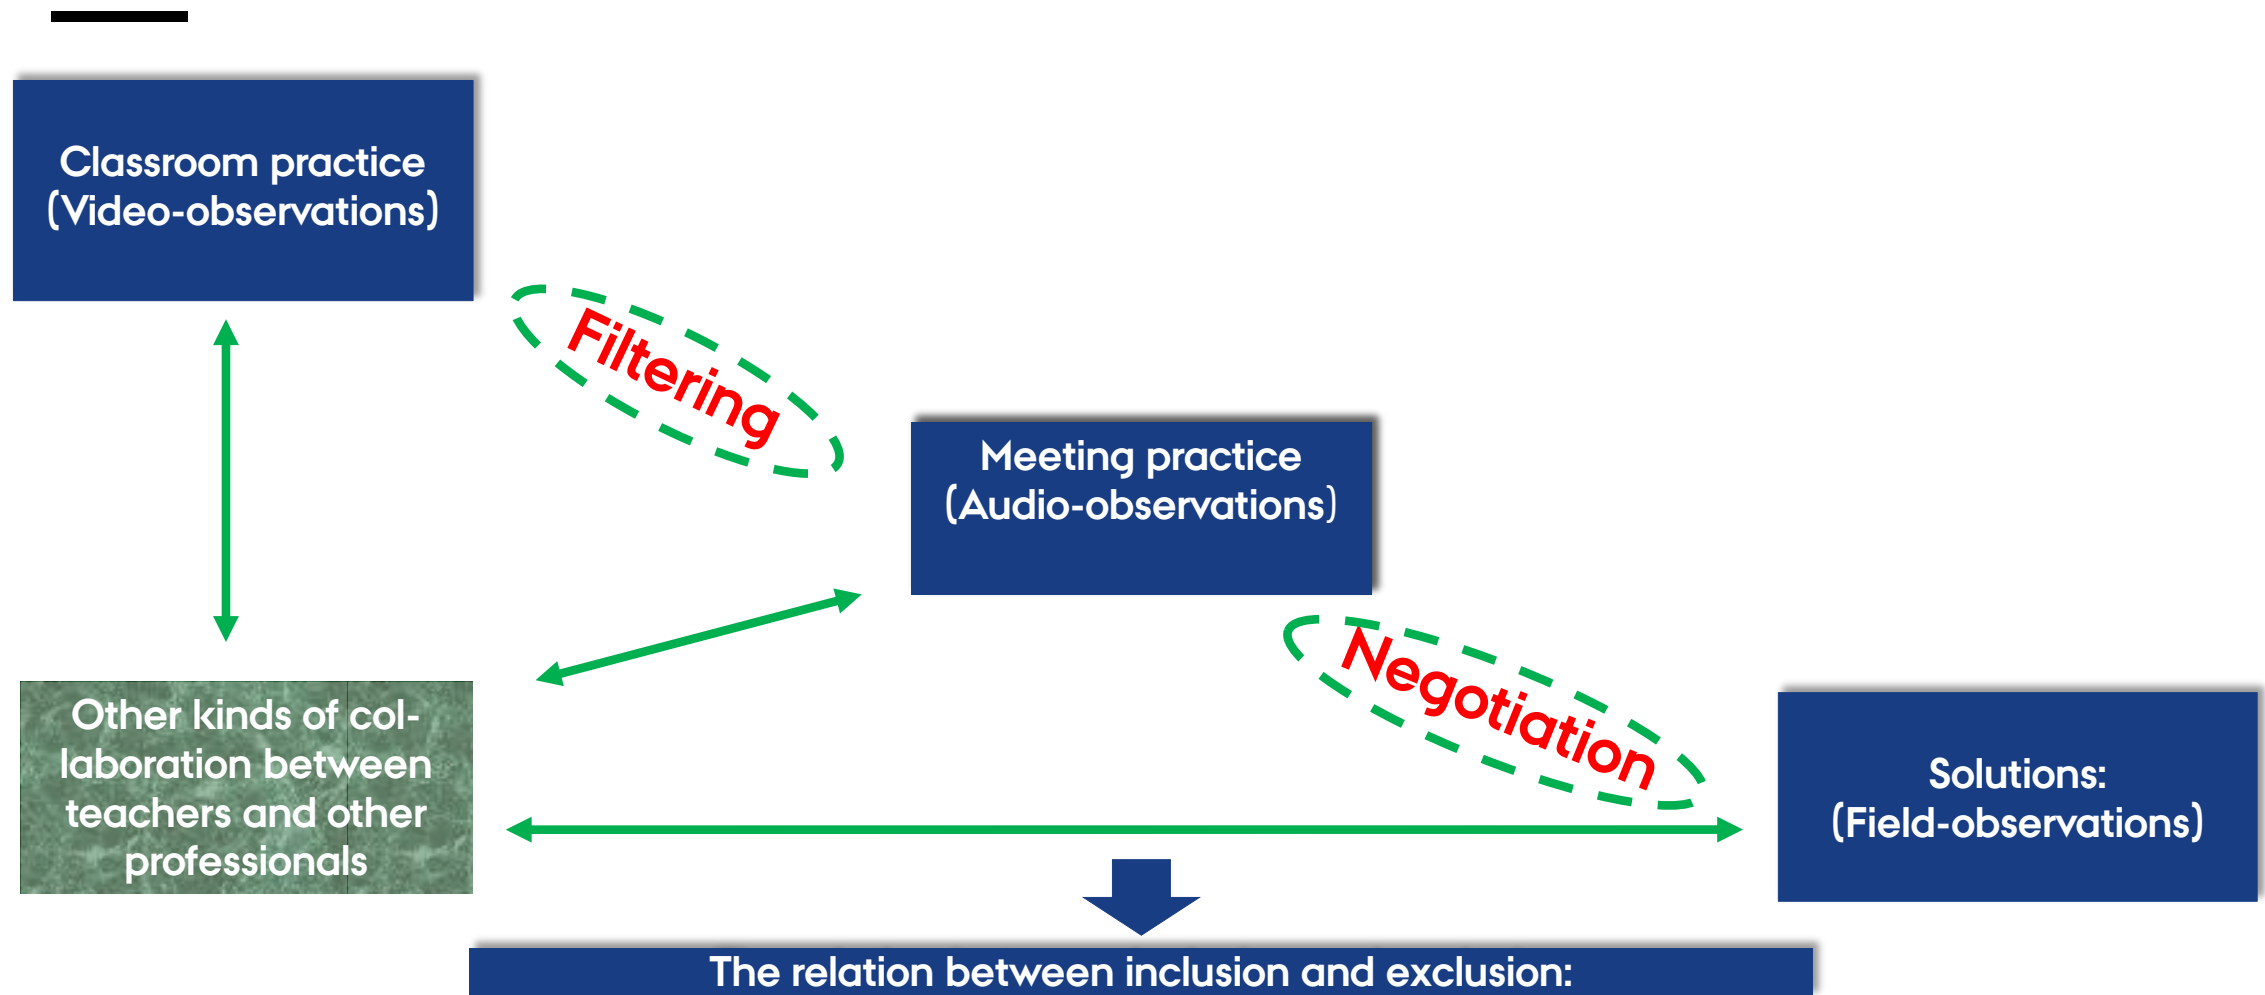 Classroom practice
(Video-observations)
Filtering
Meeting practice
(Audio-observations)
Negotiation
Other kinds of col-
laboration between
teachers and other
professionals
Solutions:
(Field-observations)
The relation between inclusion and exclusion: